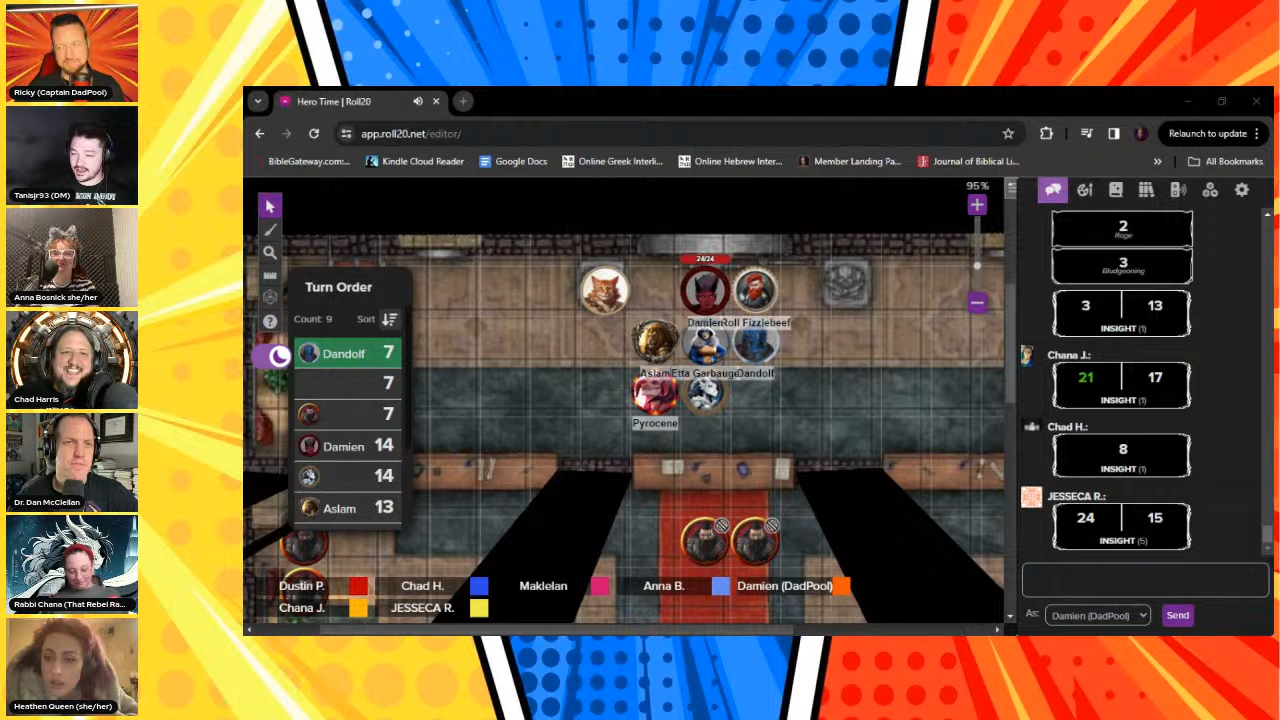 Ricky (Captain DadPool)
Tanisjr93 (DM)
Anna Bosnick she/her
Chad Harris
Dr. Dan McClellan
Rabbi Chana (That Rebel Ra...
Heathen Queen (she/her)
Hero Time | Roll20
app.roll20.net/editor/
Relaunch to update
BibleGateway.com:...
Kindle Cloud Reader
Google Docs
Online Greek Interli...
Online Hebrew Inter...
Member Landing Pa...
Journal of Biblical Li...
»
All Bookmarks
95%
Turn Order
Count: 9
Sort
Dandolf 7
7
7
Damien 14
14
Aslam 13
24/24
Damien
Roll Fizzlebeef
Aslam
Etta Garbauge
Dandolf
Pyrocene
Dustin P.
Chad H.
Maklelan
Anna B.
Damien (DadPool)
Chana J.
JESSECA R.
2
Rage
3
Bludgeoning
3 13
INSIGHT (1)
Chana J.:
21 17
INSIGHT (1)
Chad H.:
8
INSIGHT (1)
JESSECA R.:
24 15
INSIGHT (5)
As:
Damien (DadPool)
Send